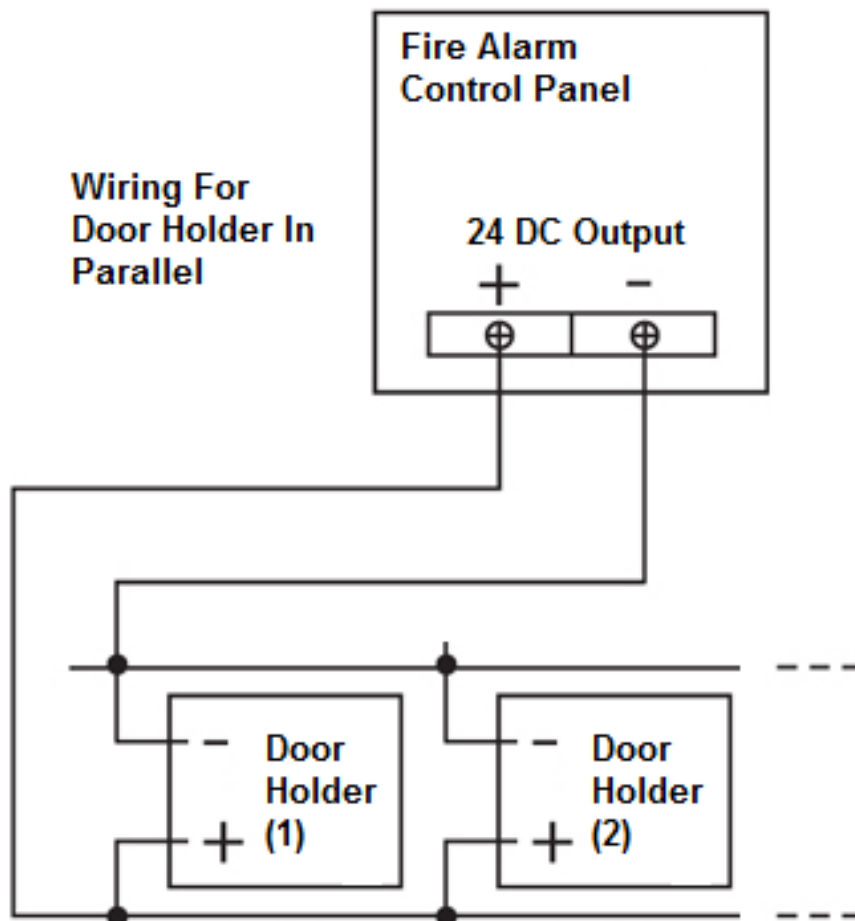 Fire Alarm
Control Panel
Wiring For
Door Holder In
Parallel
24 DC Output
+ -
- Door
Holder
+ (1)
- Door
Holder
+ (2)